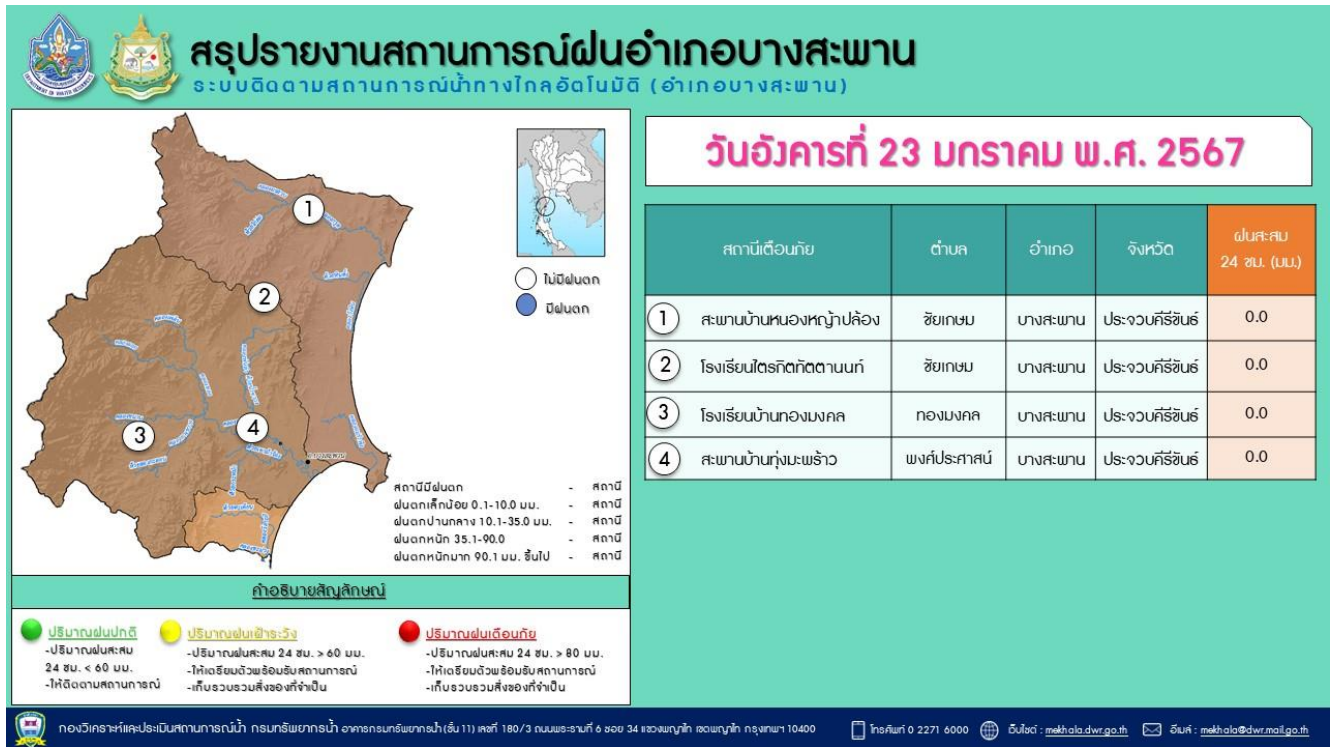 สรุปรายงานสถานการณ์ฝนอำเภอบางสะพาน
ระบบติดตามสถานการณ์น้ำทางไกลอัตโนมัติ (อำเภอบางสะพาน)
วันอังคารที่ 23 มกราคม พ.ศ. 2567
1
2
3
4
ไม่มีฝนตก
มีฝนตก
สถานีมีฝนตก - สถานี
ฝนตกเล็กน้อย 0.1-10.0 มม. - สถานี
ฝนตกปานกลาง 10.1-35.0 มม. - สถานี
ฝนตกหนัก 35.1-90.0 - สถานี
ฝนตกหนักมาก 90.1 มม. ขึ้นไป - สถานี
สถานีเตือนภัย ตำบล อำเภอ จังหวัด ฝนสะสม
24 ชม. (มม.)
1 สะพานบ้านหนองหญ้าปล้อง ชัยเกษม บางสะพาน ประจวบคีรีขันธ์ 0.0
2 โรงเรียนไตรกิตทัตตานนท์ ชัยเกษม บางสะพาน ประจวบคีรีขันธ์ 0.0
3 โรงเรียนบ้านทองมงคล ทองมงคล บางสะพาน ประจวบคีรีขันธ์ 0.0
4 สะพานบ้านทุ่งมะพร้าว พงศ์ประศาสน์ บางสะพาน ประจวบคีรีขันธ์ 0.0
คำอธิบายสัญลักษณ์
ปริมาณฝนปกติ
-ปริมาณฝนสะสม
24 ชม. < 60 มม.
-ให้ติดตามสถานการณ์
ปริมาณฝนเฝ้าระวัง
-ปริมาณฝนสะสม 24 ชม. > 60 มม.
-ให้เตรียมตัวพร้อมรับสถานการณ์
-เก็บรวบรวมสิ่งของที่จำเป็น
ปริมาณฝนเตือนภัย
-ปริมาณฝนสะสม 24 ชม. > 80 มม.
-ให้เตรียมตัวพร้อมรับสถานการณ์
-เก็บรวบรวมสิ่งของที่จำเป็น
กองวิเคราะห์และประเมินสถานการณ์น้ำ กรมทรัพยากรน้ำ อาคารกรมทรัพยากรน้ำ (ชั้น 11) เลขที่ 180/3 ถนนพระรามที่ 6 ซอย 34 แขวงพญาไท เขตพญาไท กรุงเทพฯ 10400 โทรศัพท์ 0 2271 6000 เว็บไซต์ : mekhala.dwr.go.th อีเมล์ : mekhala@dwr.mail.go.th